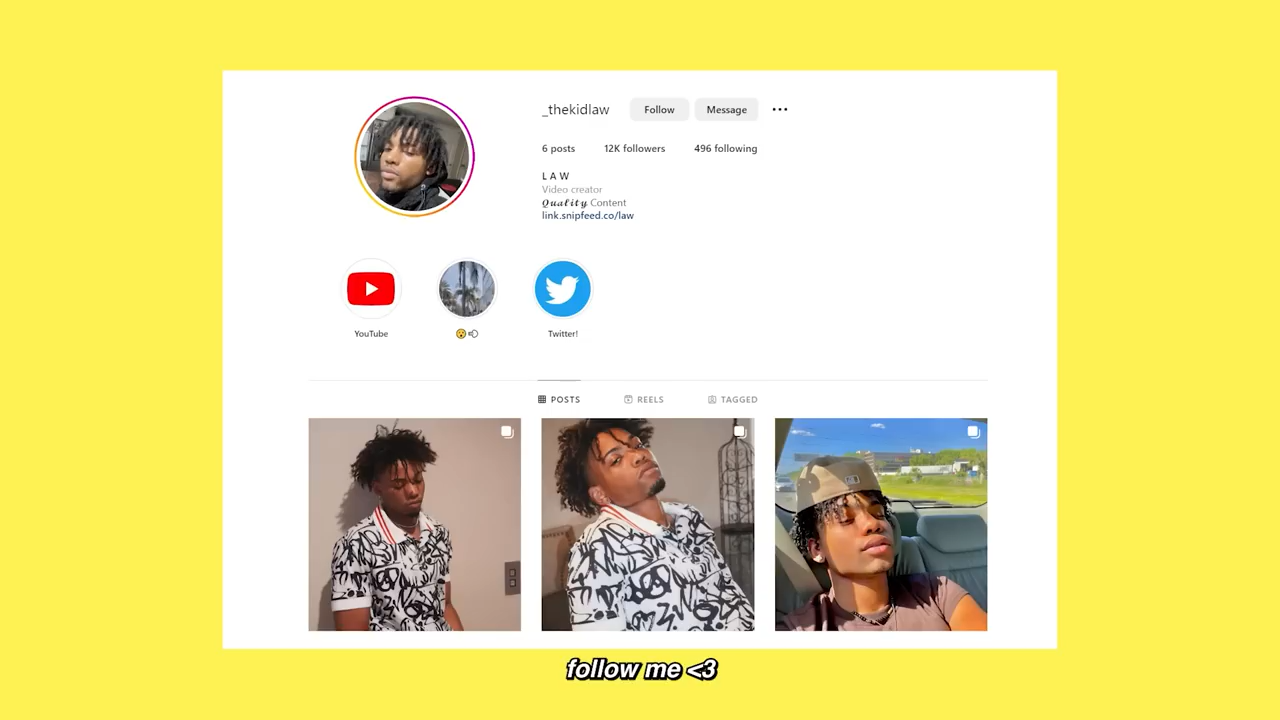 _thekidlaw Follow Message
6 posts 12K followers 496 following
L A W
Video creator
𝓠𝓾𝓪𝓵𝓲𝓽𝔂 Content
link.snipfeed.co/law
YouTube 😮💨 Twitter!
POSTS REELS TAGGED
follow me <3